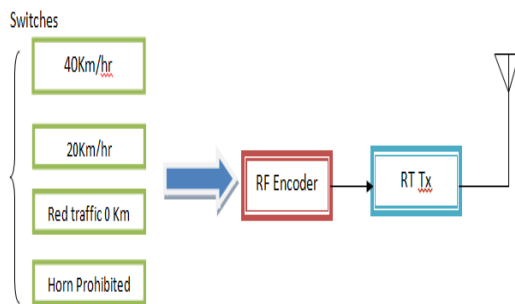 Switches
40Km/hr
20Km/hr
Red traffic 0 Km
Horn Prohibited
RF Encoder
RT Tx